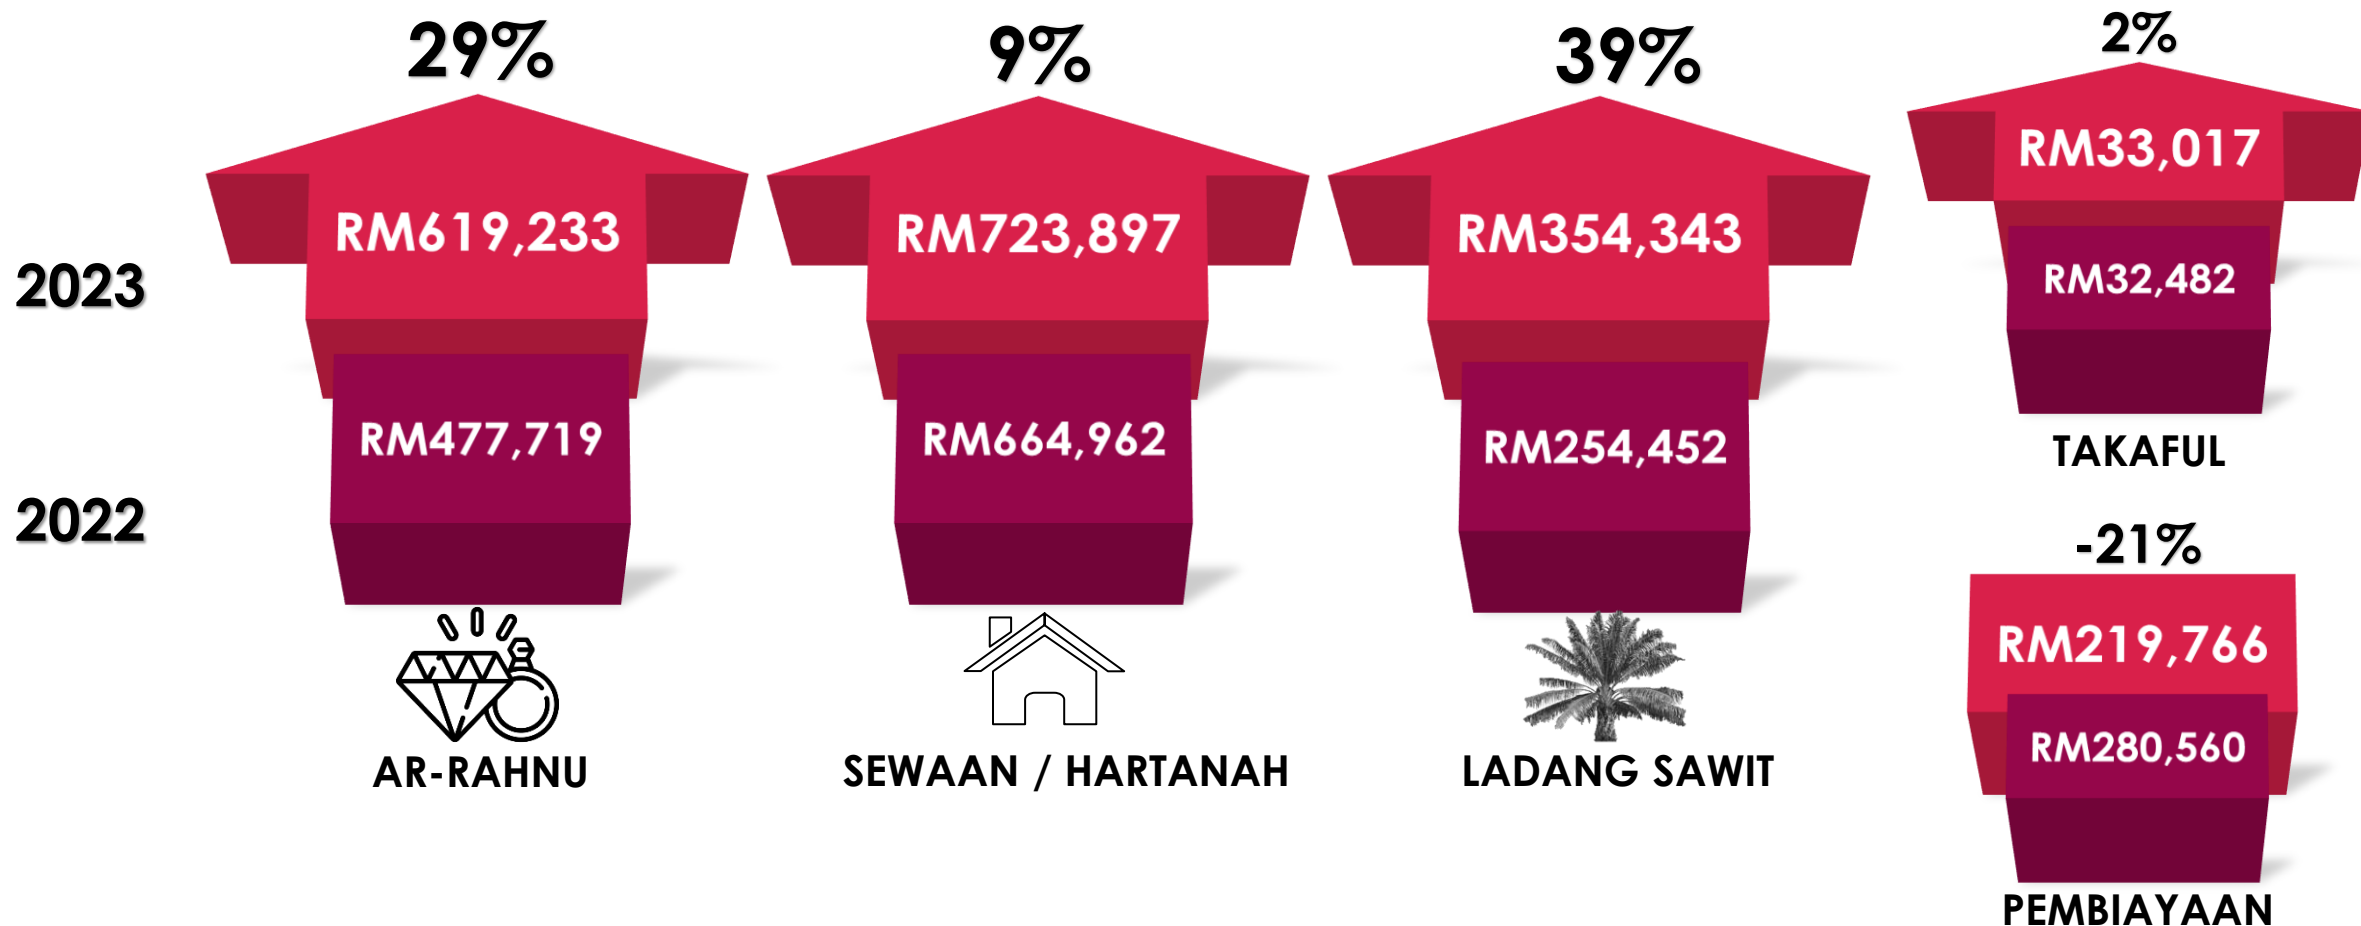 29%
9%
39%
2%
2023
RM619,233
RM723,897
RM354,343
RM33,017
RM32,482
TAKAFUL
2022
RM477,719
RM664,962
RM254,452
AR-RAHNU
SEWAAN / HARTANAH
LADANG SAWIT
-21%
RM219,766
RM280,560
PEMBIAYAAN